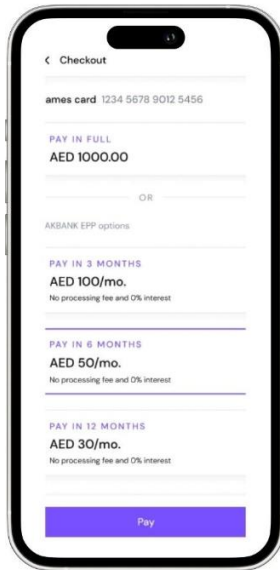 Checkout
ames card 1234 5678 9012 5456
PAY IN FULL
AED 1000.00
OR
AKBANK EPP options
PAY IN 3 MONTHS
AED 100/mo.
No processing fee and 0% interest
PAY IN 6 MONTHS
AED 50/mo.
No processing fee and 0% interest
PAY IN 12 MONTHS
AED 30/mo.
No processing fee and 0% interest
Pay